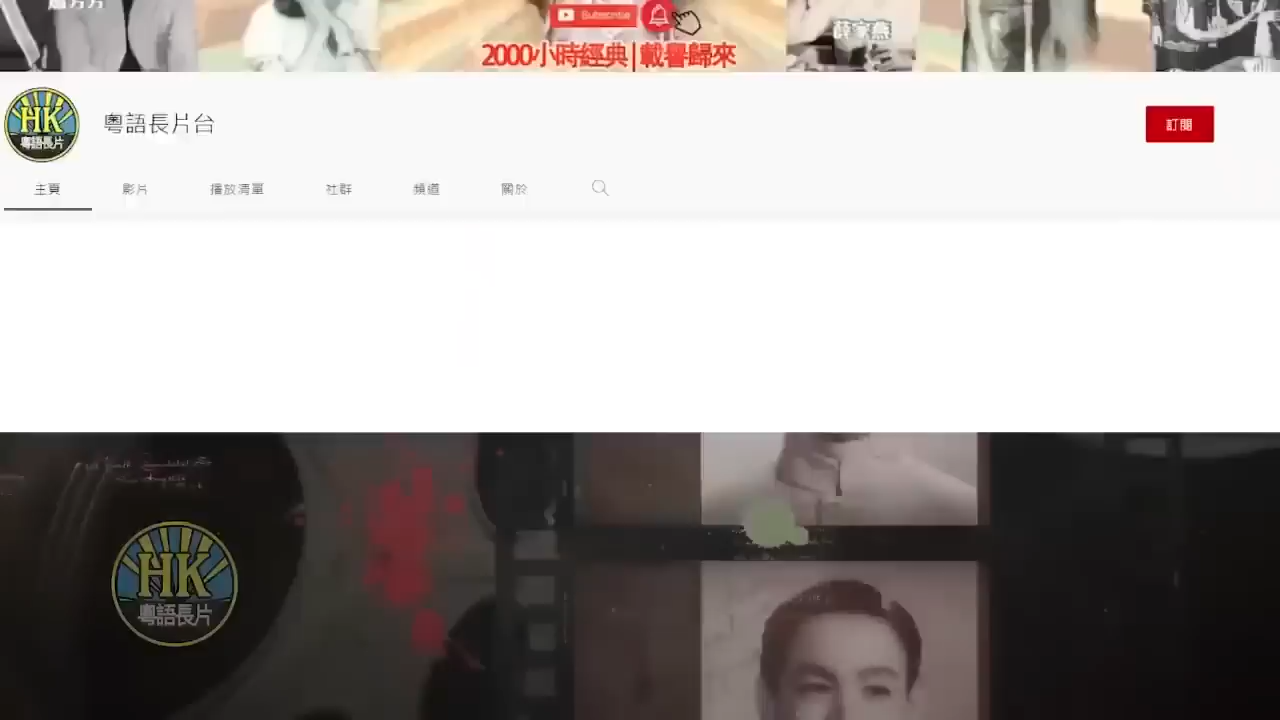 Subscribe
薛家燕
2000小時經典|載譽歸來
HK
粵語長片
粵語長片台
訂閱
主頁
影片
播放清單
社群
頻道
關於
HK
粵語長片